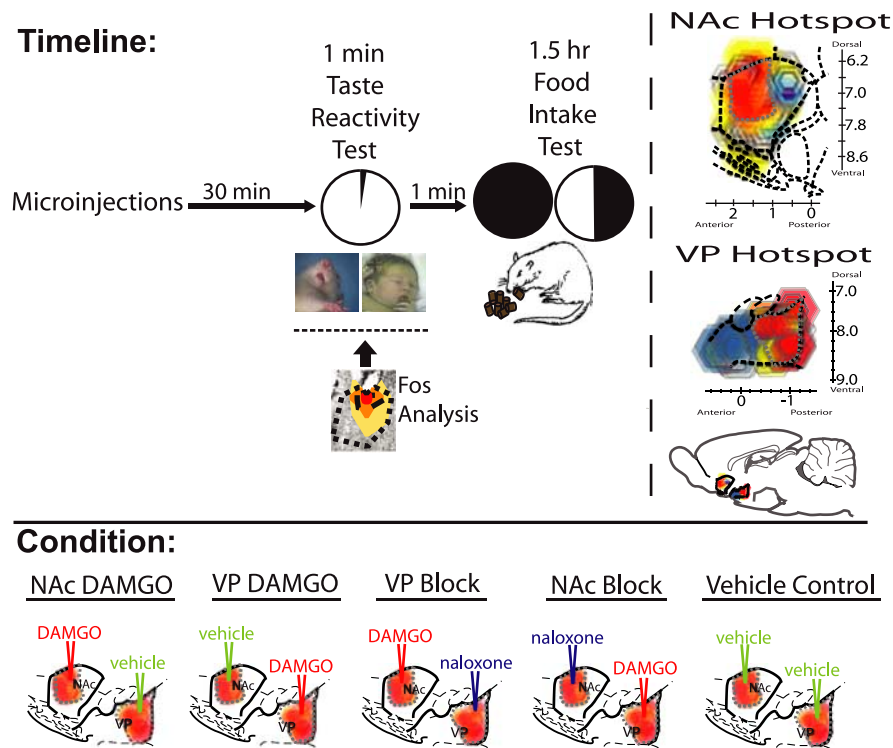 Timeline:
1 min
Taste
Reactivity
Test
1.5 hr
Food
Intake
Test
Microinjections
30 min
1 min
Fos
Analysis
NAc Hotspot
Dorsal
6.2
7.0
7.8
8.6
Ventral
2 1 0
Anterior Posterior
VP Hotspot
Dorsal
7.0
8.0
9.0
Ventral
0 -1
Anterior Posterior
Condition:
NAc DAMGO
DAMGO
vehicle
NAc
VP
VP DAMGO
vehicle
DAMGO
NAc
VP
VP Block
DAMGO
naloxone
NAc
VP
NAc Block
naloxone
DAMGO
NAc
VP
Vehicle Control
vehicle
vehicle
NAc
VP